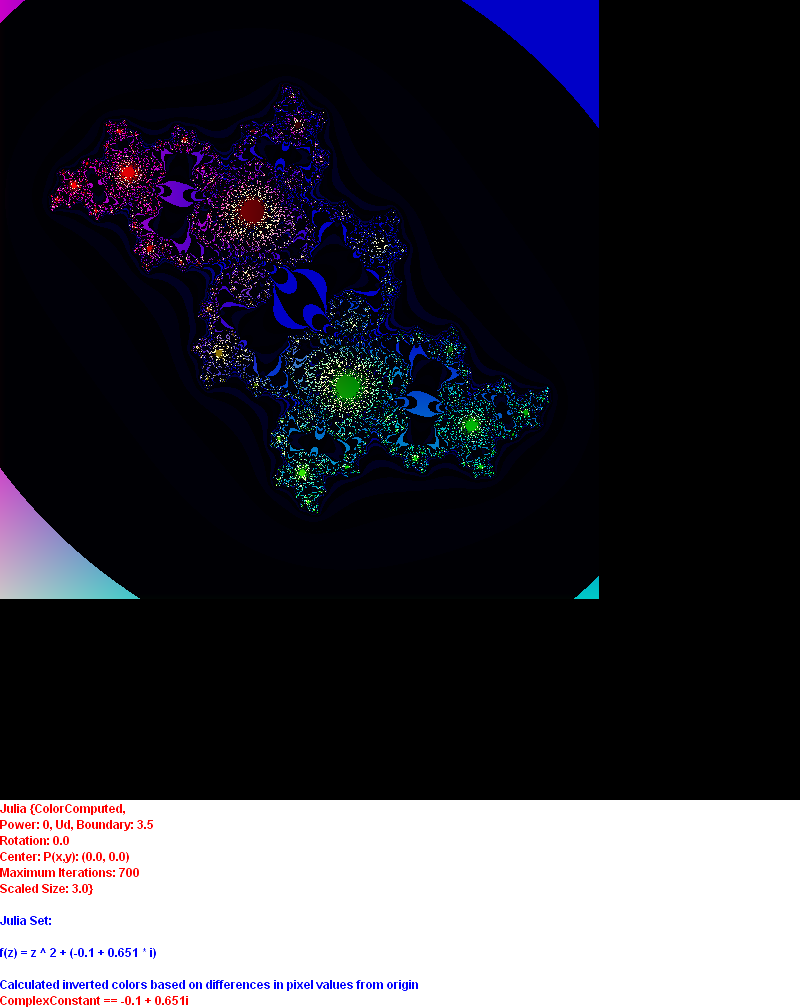 Julia {ColorComputed,
Power: 0, Ud, Boundary: 3.5
Rotation: 0.0
Center: P(x,y): (0.0, 0.0)
Maximum Iterations: 700
Scaled Size: 3.0}
Julia Set:
f(z) = z ^ 2 + (-0.1 + 0.651 * i)
Calculated inverted colors based on differences in pixel values from origin
ComplexConstant == -0.1 + 0.651i